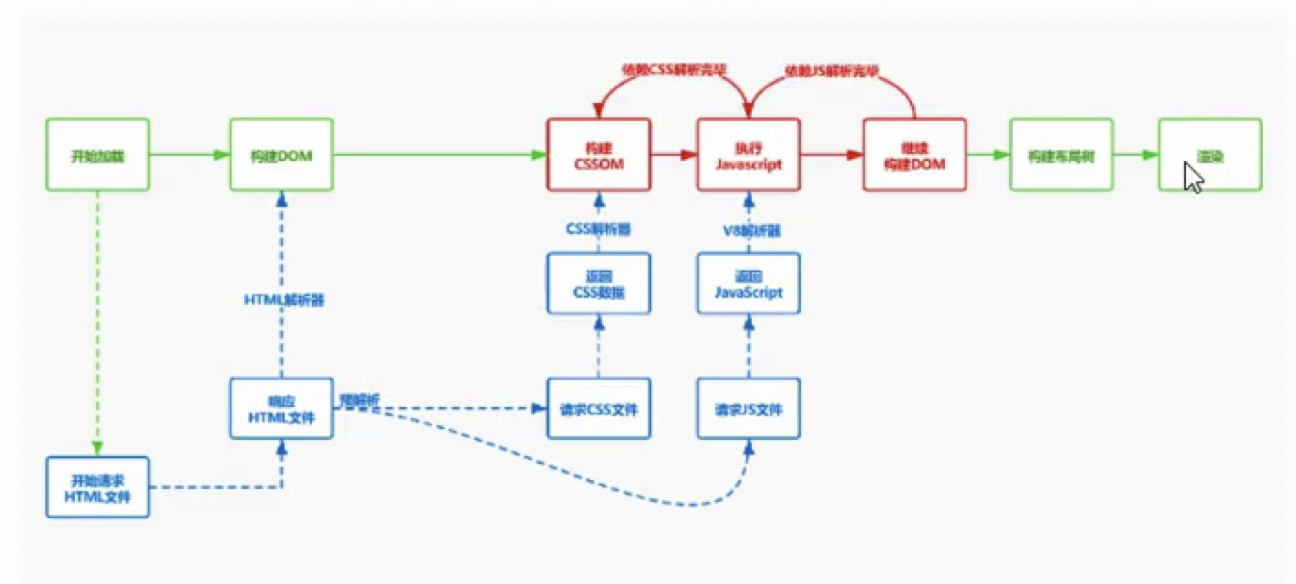 依赖CSS解析完毕
依赖JS解析完毕
开始加载
构建DOM
构建
CSSOM
执行
Javascript
继续
构建DOM
构建布局树
渲染
CSS解析器
V8解析器
返回
CSS数据
返回
JavaScript
HTML解析器
响应
HTML文件
预解析
请求CSS文件
请求JS文件
开始请求
HTML文件